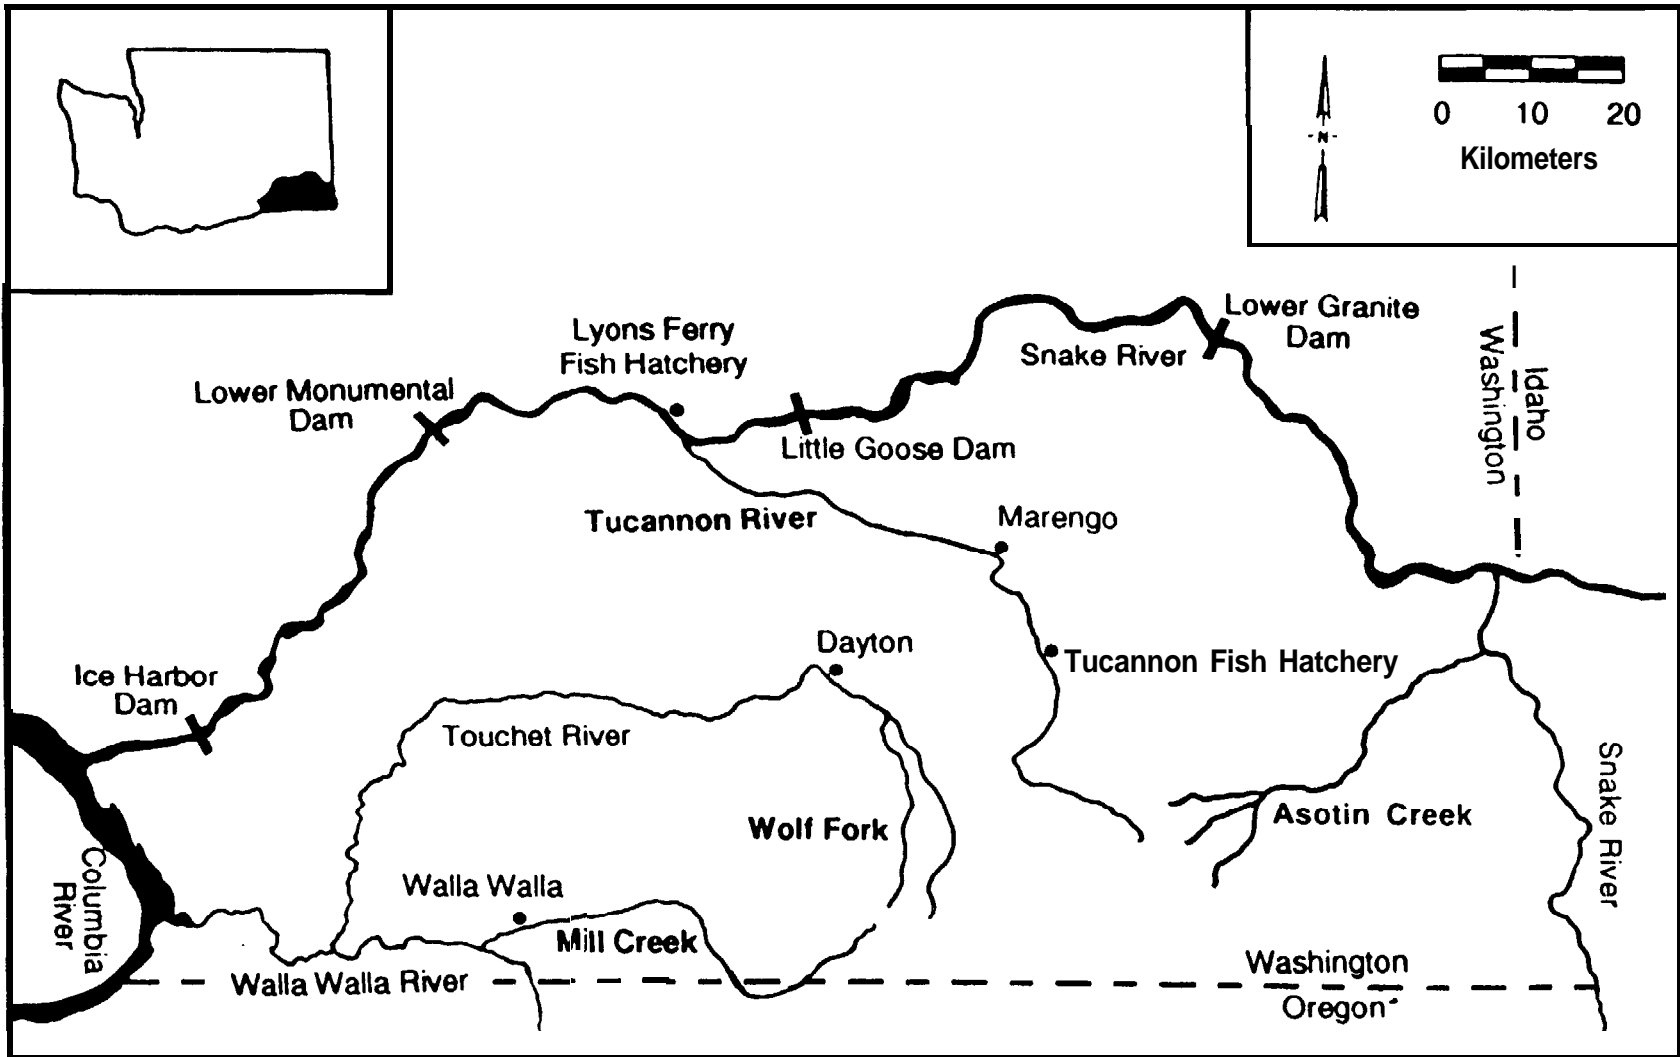 N
0 10 20
Kilometers
Lower Granite
Dam
Lyons Ferry
Fish Hatchery
Snake River
Idaho
Washington
Lower Monumental
Dam
Little Goose Dam
Tucannon River
Marengo
Dayton
Tucannon Fish Hatchery
Ice Harbor
Dam
Touchet River
Snake River
Asotin Creek
Wolf Fork
Columbia
River
Walla Walla
Mill Creek
Walla Walla River
Washington
Oregon